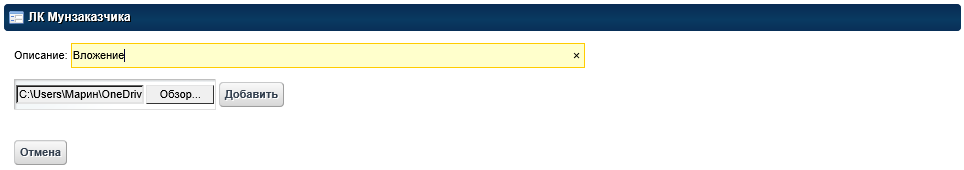 ЛК Мунзаказчика
Описание: Вложение ×
C:\Users\Марин\OneDriv Обзор... Добавить
Отмена